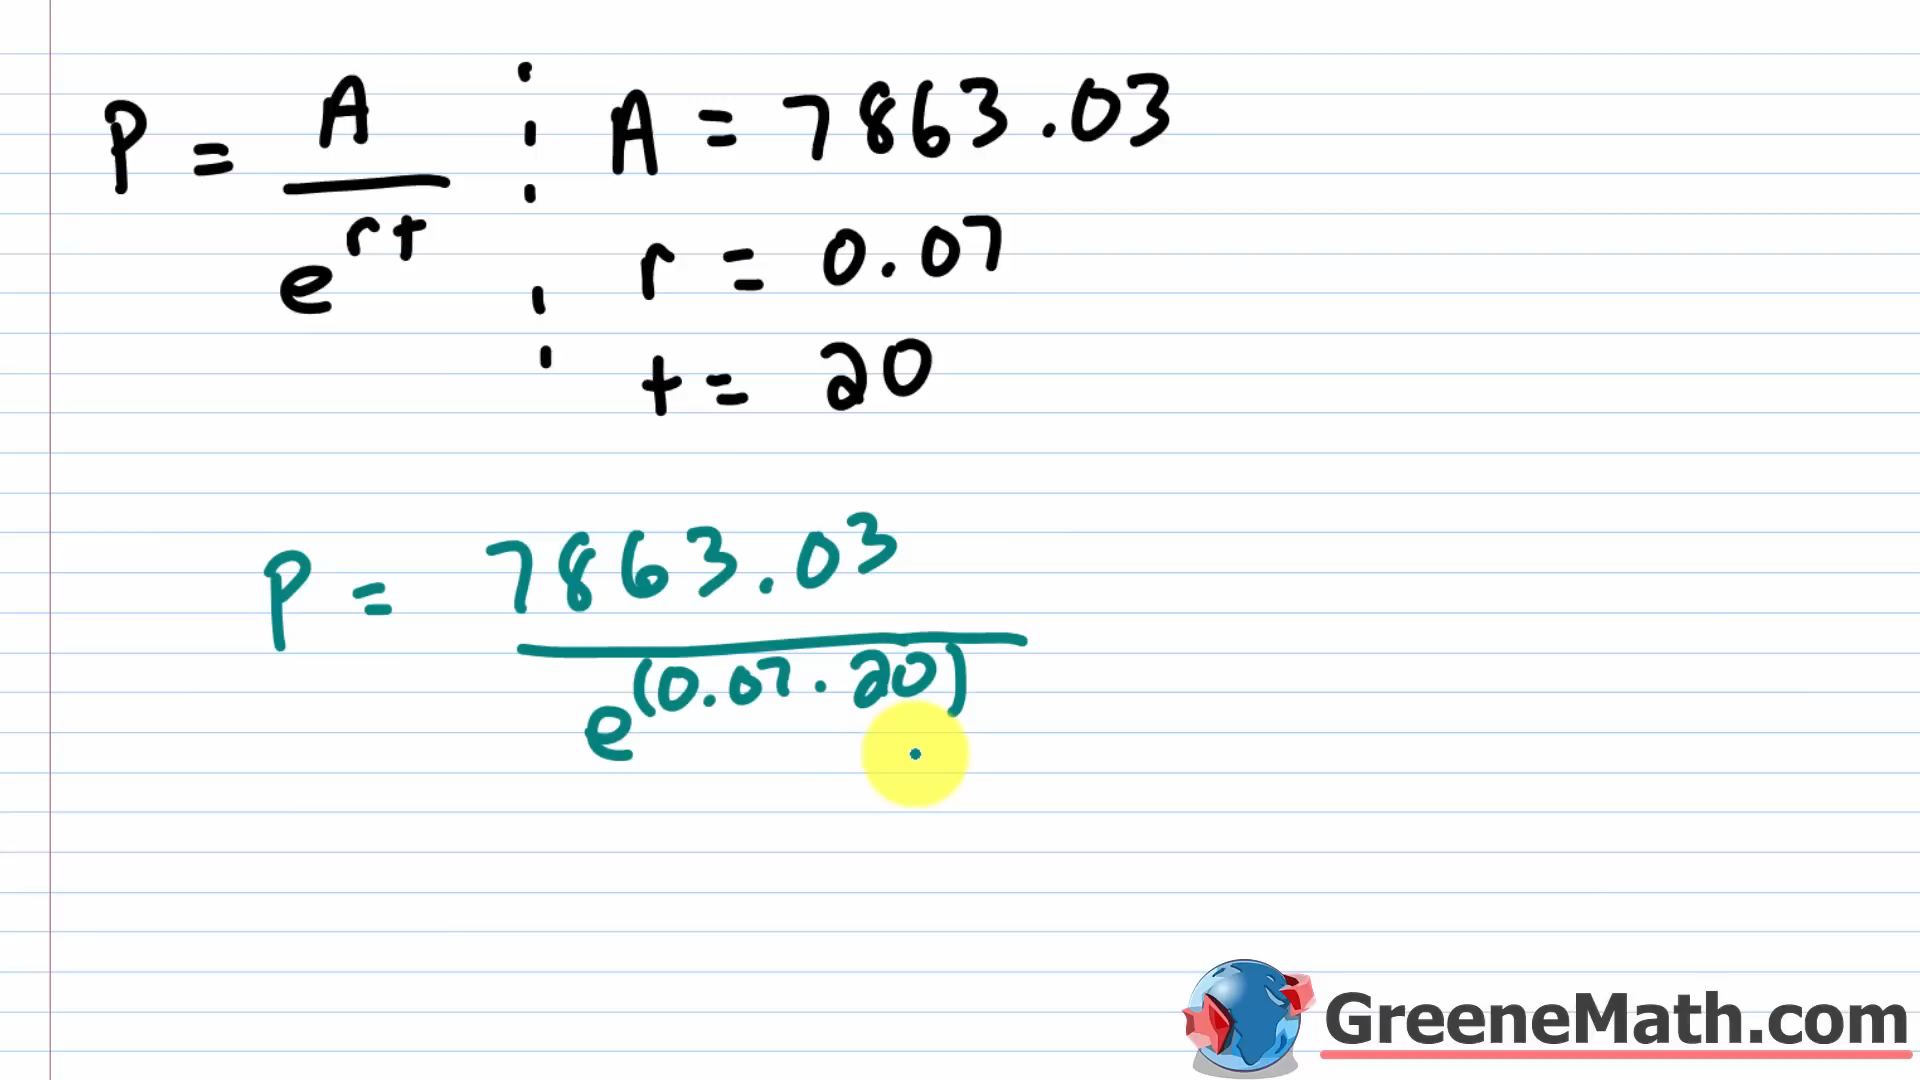 P = A / e^rt
A = 7863.03
r = 0.07
t = 20
P = 7863.03 / e^(0.07 · 20)
GreeneMath.com